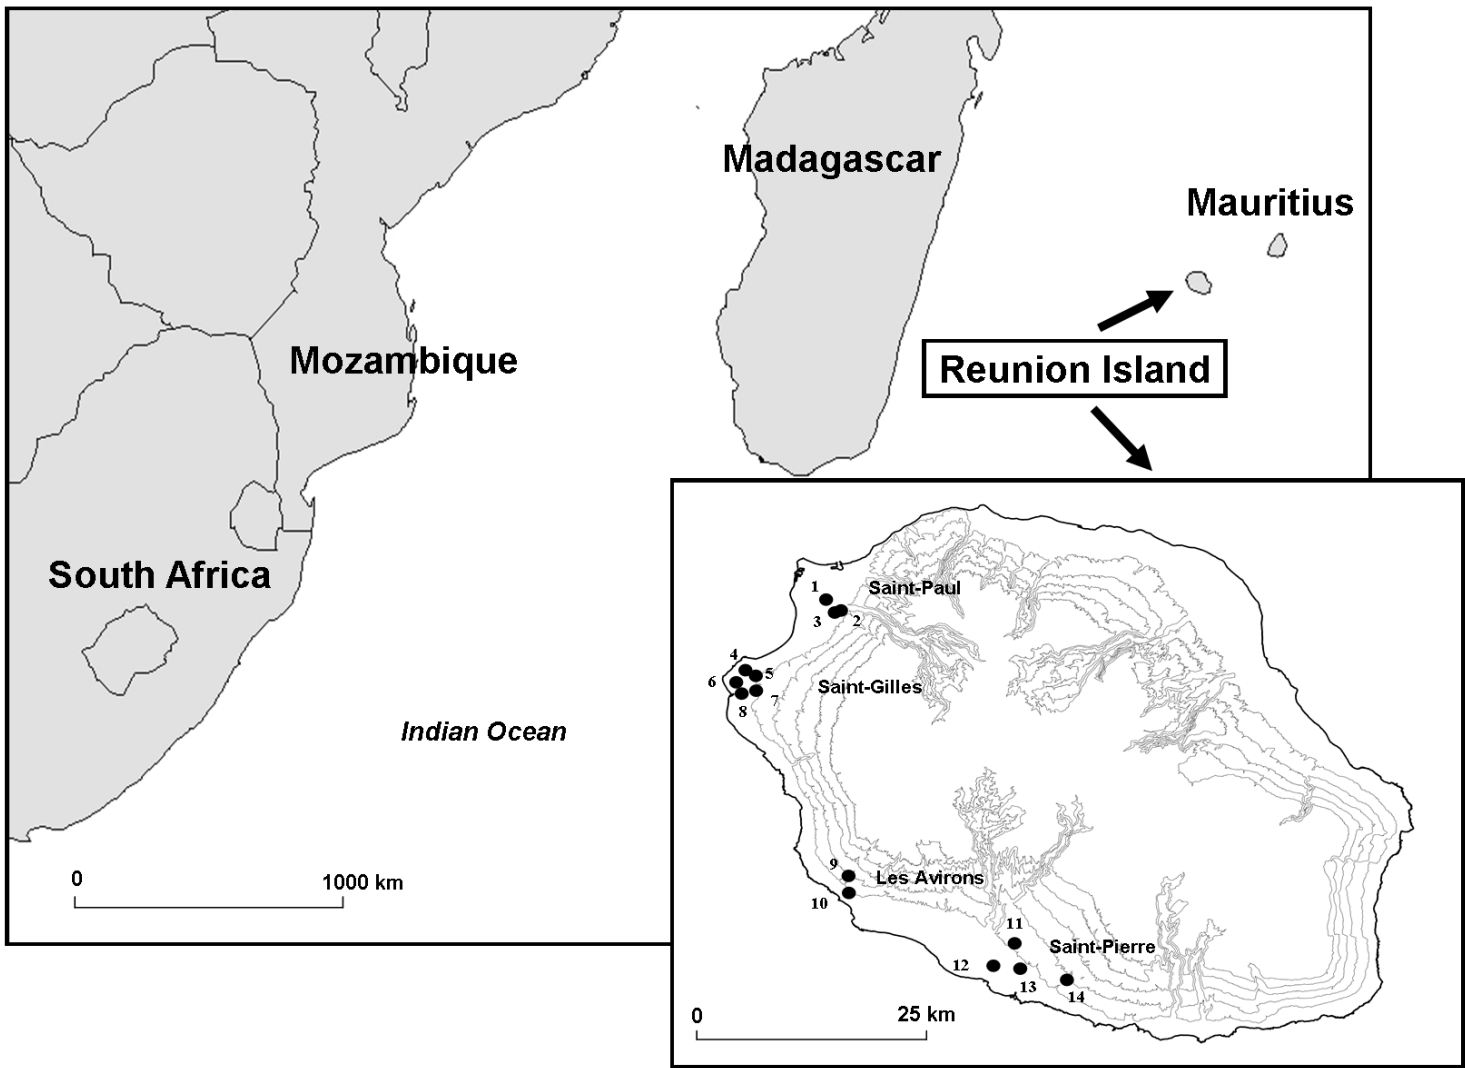 Madagascar
Mauritius
Mozambique
Reunion Island
South Africa
Indian Ocean
0
1000 km
1
Saint-Paul
3
2
4
5
6
Saint-Gilles
7
8
9
Les Avirons
10
11
Saint-Pierre
12
13
14
0
25 km